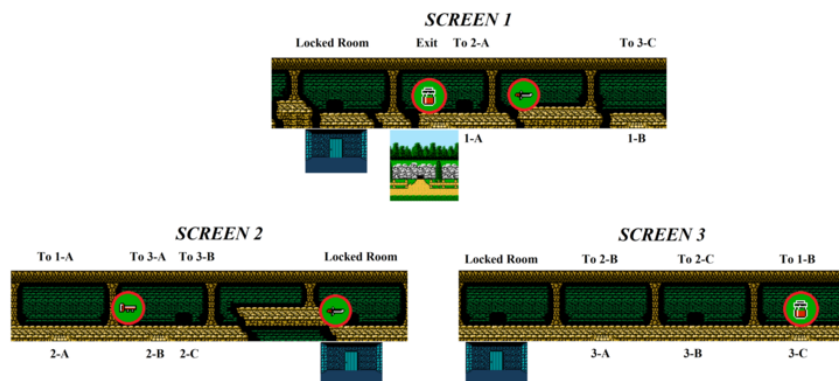 SCREEN 1
Locked Room Exit To 2-A To 3-C
1-A 1-B
SCREEN 2
To 1-A To 3-A To 3-B Locked Room
2-A 2-B 2-C
SCREEN 3
Locked Room To 2-B To 2-C To 1-B
3-A 3-B 3-C